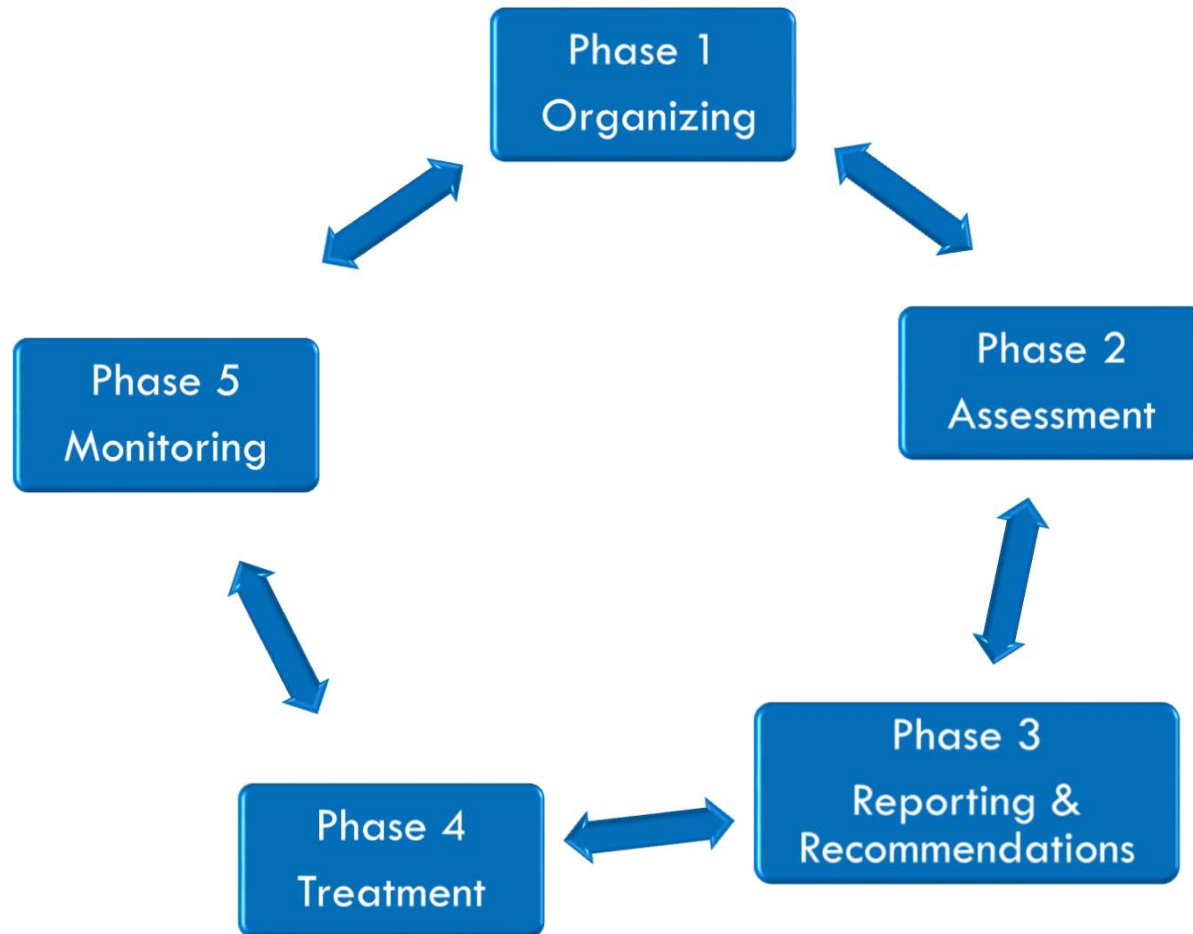 Phase 1
Organizing
Phase 2
Assessment
Phase 3
Reporting &
Recommendations
Phase 4
Treatment
Phase 5
Monitoring